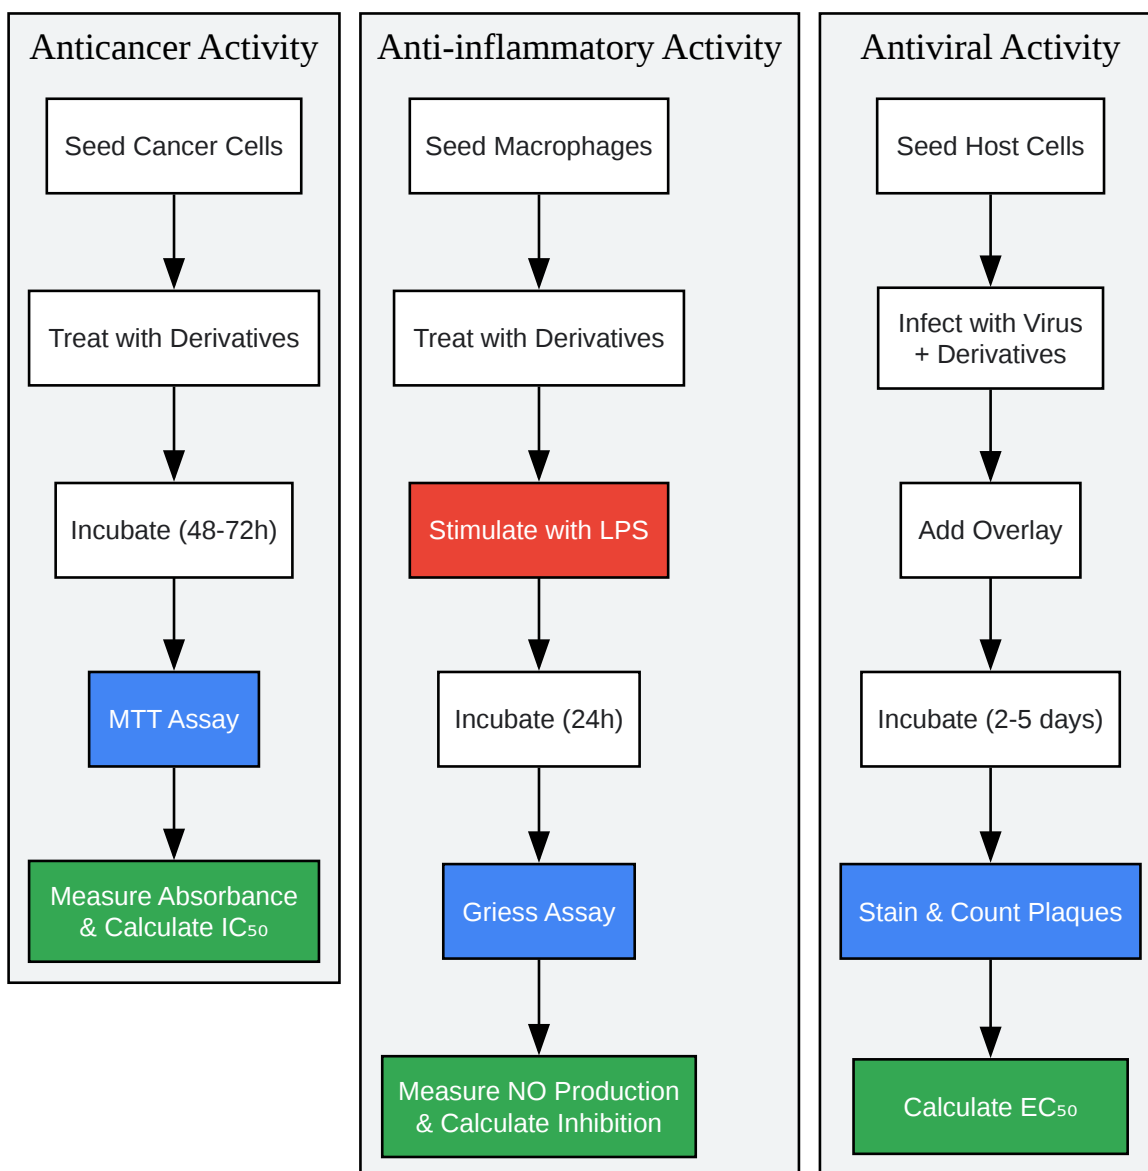 Anticancer Activity
Seed Cancer Cells
Treat with Derivatives
Incubate (48-72h)
MTT Assay
Measure Absorbance
& Calculate IC₅₀
Anti-inflammatory Activity
Seed Macrophages
Treat with Derivatives
Stimulate with LPS
Incubate (24h)
Griess Assay
Measure NO Production
& Calculate Inhibition
Antiviral Activity
Seed Host Cells
Infect with Virus
+ Derivatives
Add Overlay
Incubate (2-5 days)
Stain & Count Plaques
Calculate EC₅₀